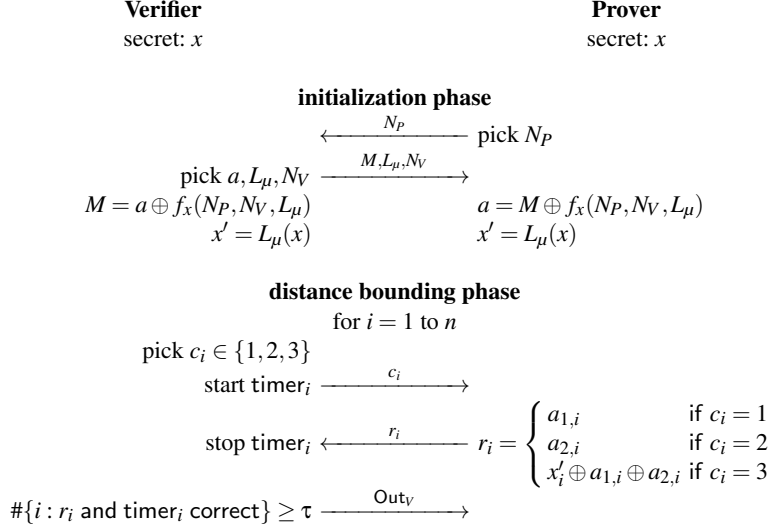 Verifier Prover
secret: x secret: x
initialization phase
N_P
←—— pick N_P
M,L_μ,N_V
pick a,L_μ,N_V ——→
M = a ⊕ f_x(N_P,N_V,L_μ) a = M ⊕ f_x(N_P,N_V,L_μ)
x′ = L_μ(x) x′ = L_μ(x)
distance bounding phase
for i = 1 to n
pick c_i ∈ {1,2,3}
start timer_i ——c_i——→
stop timer_i ←——r_i—— r_i = { a_{1,i} if c_i = 1
a_{2,i} if c_i = 2
x′_i ⊕ a_{1,i} ⊕ a_{2,i} if c_i = 3
#{i : r_i and timer_i correct} ≥ τ ——Out_V——→